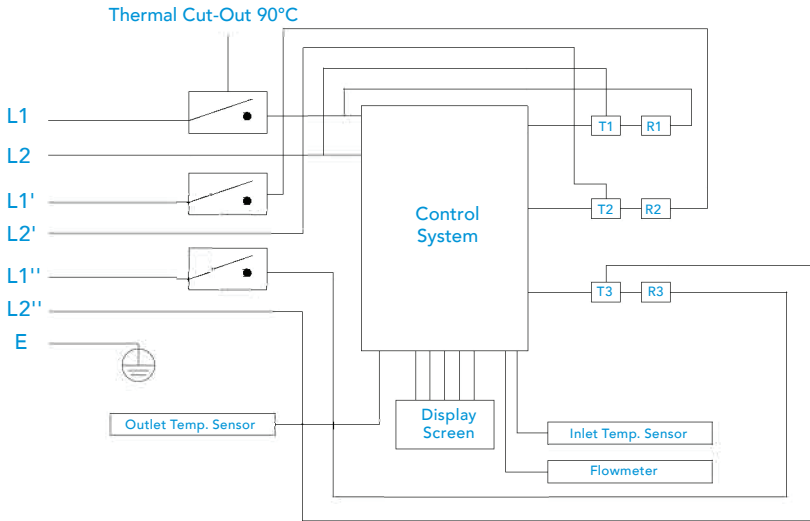 Thermal Cut-Out 90°C
L1
L2
L1'
L2'
L1''
L2''
E
Control
System
T1
R1
T2
R2
T3
R3
Outlet Temp. Sensor
Display
Screen
Inlet Temp. Sensor
Flowmeter